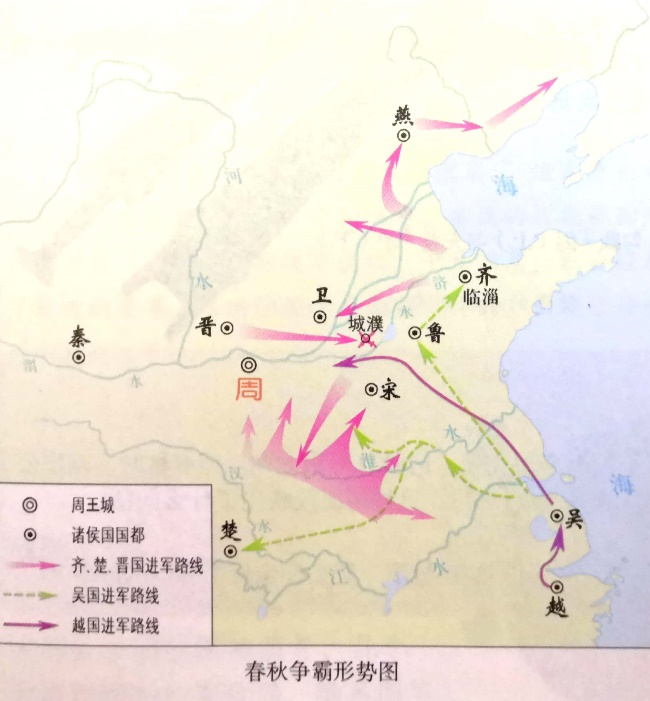 燕
海
河
水
齐
临淄
济
水
卫
晋
城濮
鲁
秦
渭
水
周
宋
水
淮
汉
水
海
吴
楚
江
水
越
周王城
诸侯国国都
齐、楚、晋国进军路线
吴国进军路线
越国进军路线
春秋争霸形势图